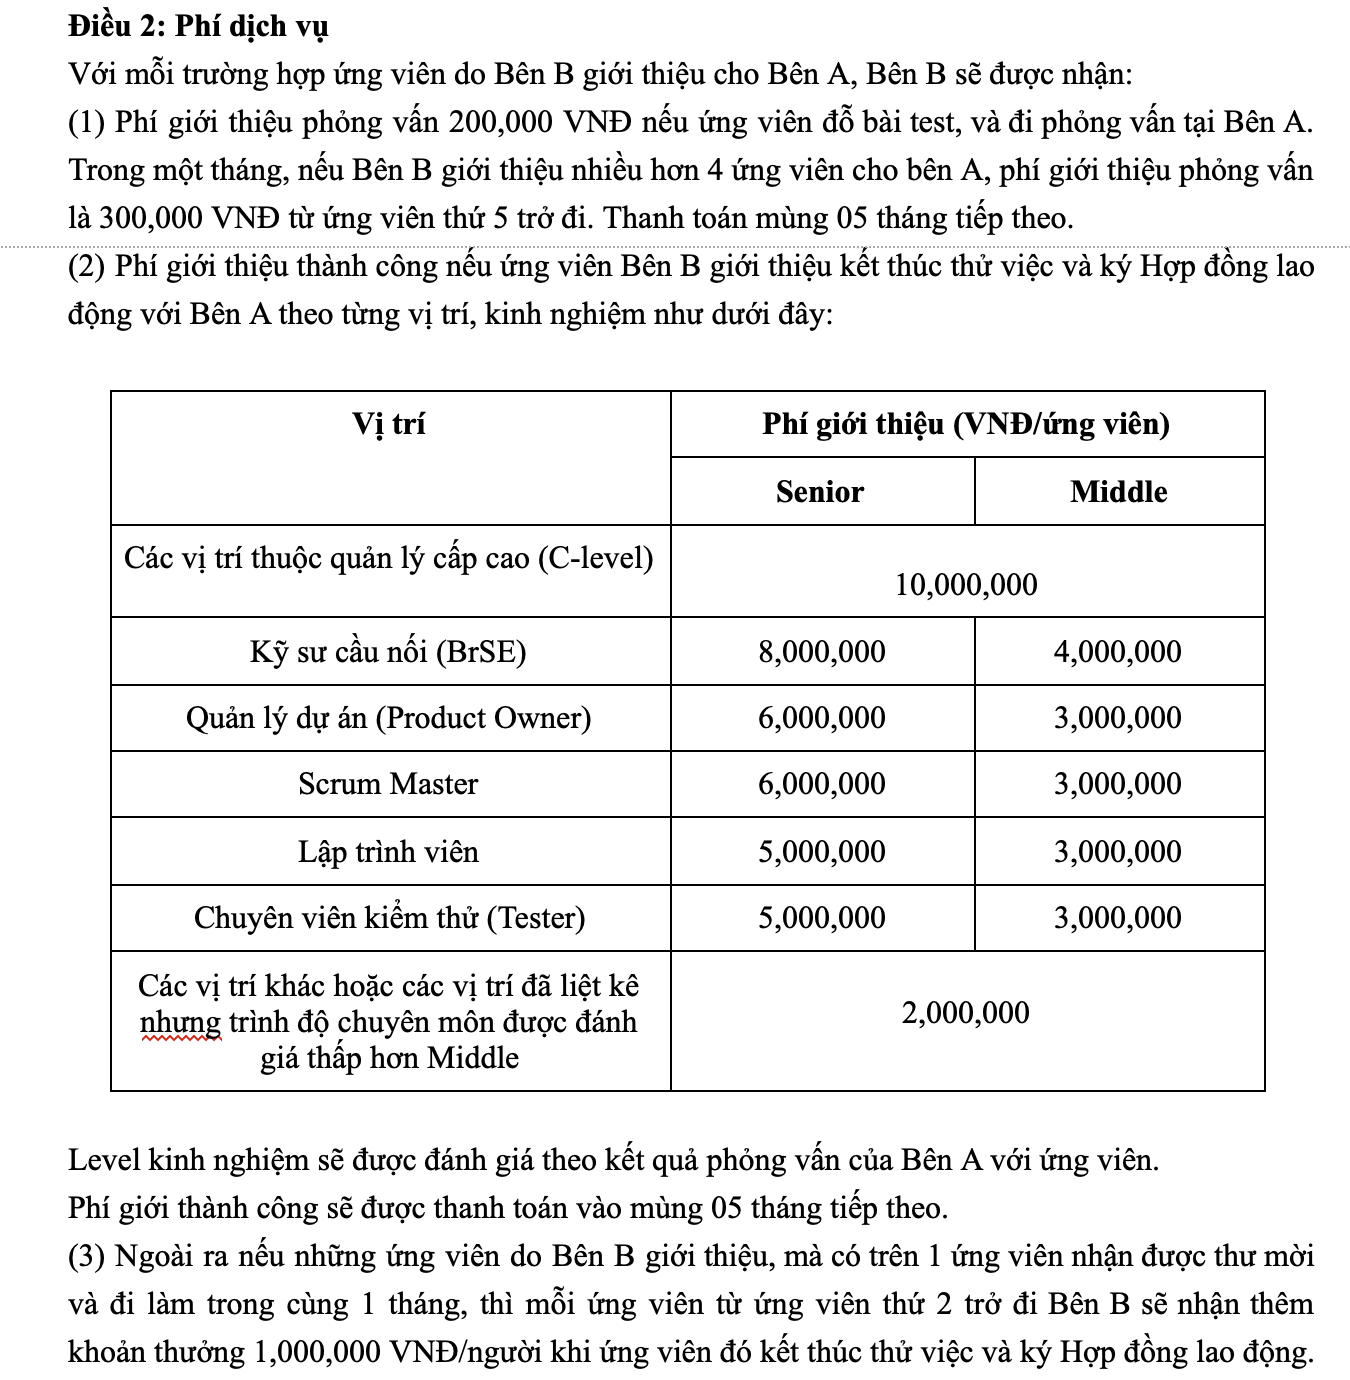 Điều 2: Phí dịch vụ
Với mỗi trường hợp ứng viên do Bên B giới thiệu cho Bên A, Bên B sẽ được nhận:
(1) Phí giới thiệu phỏng vấn 200,000 VNĐ nếu ứng viên đỗ bài test, và đi phỏng vấn tại Bên A.
Trong một tháng, nếu Bên B giới thiệu nhiều hơn 4 ứng viên cho bên A, phí giới thiệu phỏng vấn
là 300,000 VNĐ từ ứng viên thứ 5 trở đi. Thanh toán mùng 05 tháng tiếp theo.
(2) Phí giới thiệu thành công nếu ứng viên Bên B giới thiệu kết thúc thử việc và ký Hợp đồng lao
động với Bên A theo từng vị trí, kinh nghiệm như dưới đây:
Vị trí
Phí giới thiệu (VNĐ/ứng viên)
Senior
Middle
Các vị trí thuộc quản lý cấp cao (C-level)
10,000,000
Kỹ sư cầu nối (BrSE)
8,000,000
4,000,000
Quản lý dự án (Product Owner)
6,000,000
3,000,000
Scrum Master
6,000,000
3,000,000
Lập trình viên
5,000,000
3,000,000
Chuyên viên kiểm thử (Tester)
5,000,000
3,000,000
Các vị trí khác hoặc các vị trí đã liệt kê
nhưng trình độ chuyên môn được đánh
giá thấp hơn Middle
2,000,000
Level kinh nghiệm sẽ được đánh giá theo kết quả phỏng vấn của Bên A với ứng viên.
Phí giới thành công sẽ được thanh toán vào mùng 05 tháng tiếp theo.
(3) Ngoài ra nếu những ứng viên do Bên B giới thiệu, mà có trên 1 ứng viên nhận được thư mời
và đi làm trong cùng 1 tháng, thì mỗi ứng viên từ ứng viên thứ 2 trở đi Bên B sẽ nhận thêm
khoản thưởng 1,000,000 VNĐ/người khi ứng viên đó kết thúc thử việc và ký Hợp đồng lao động.